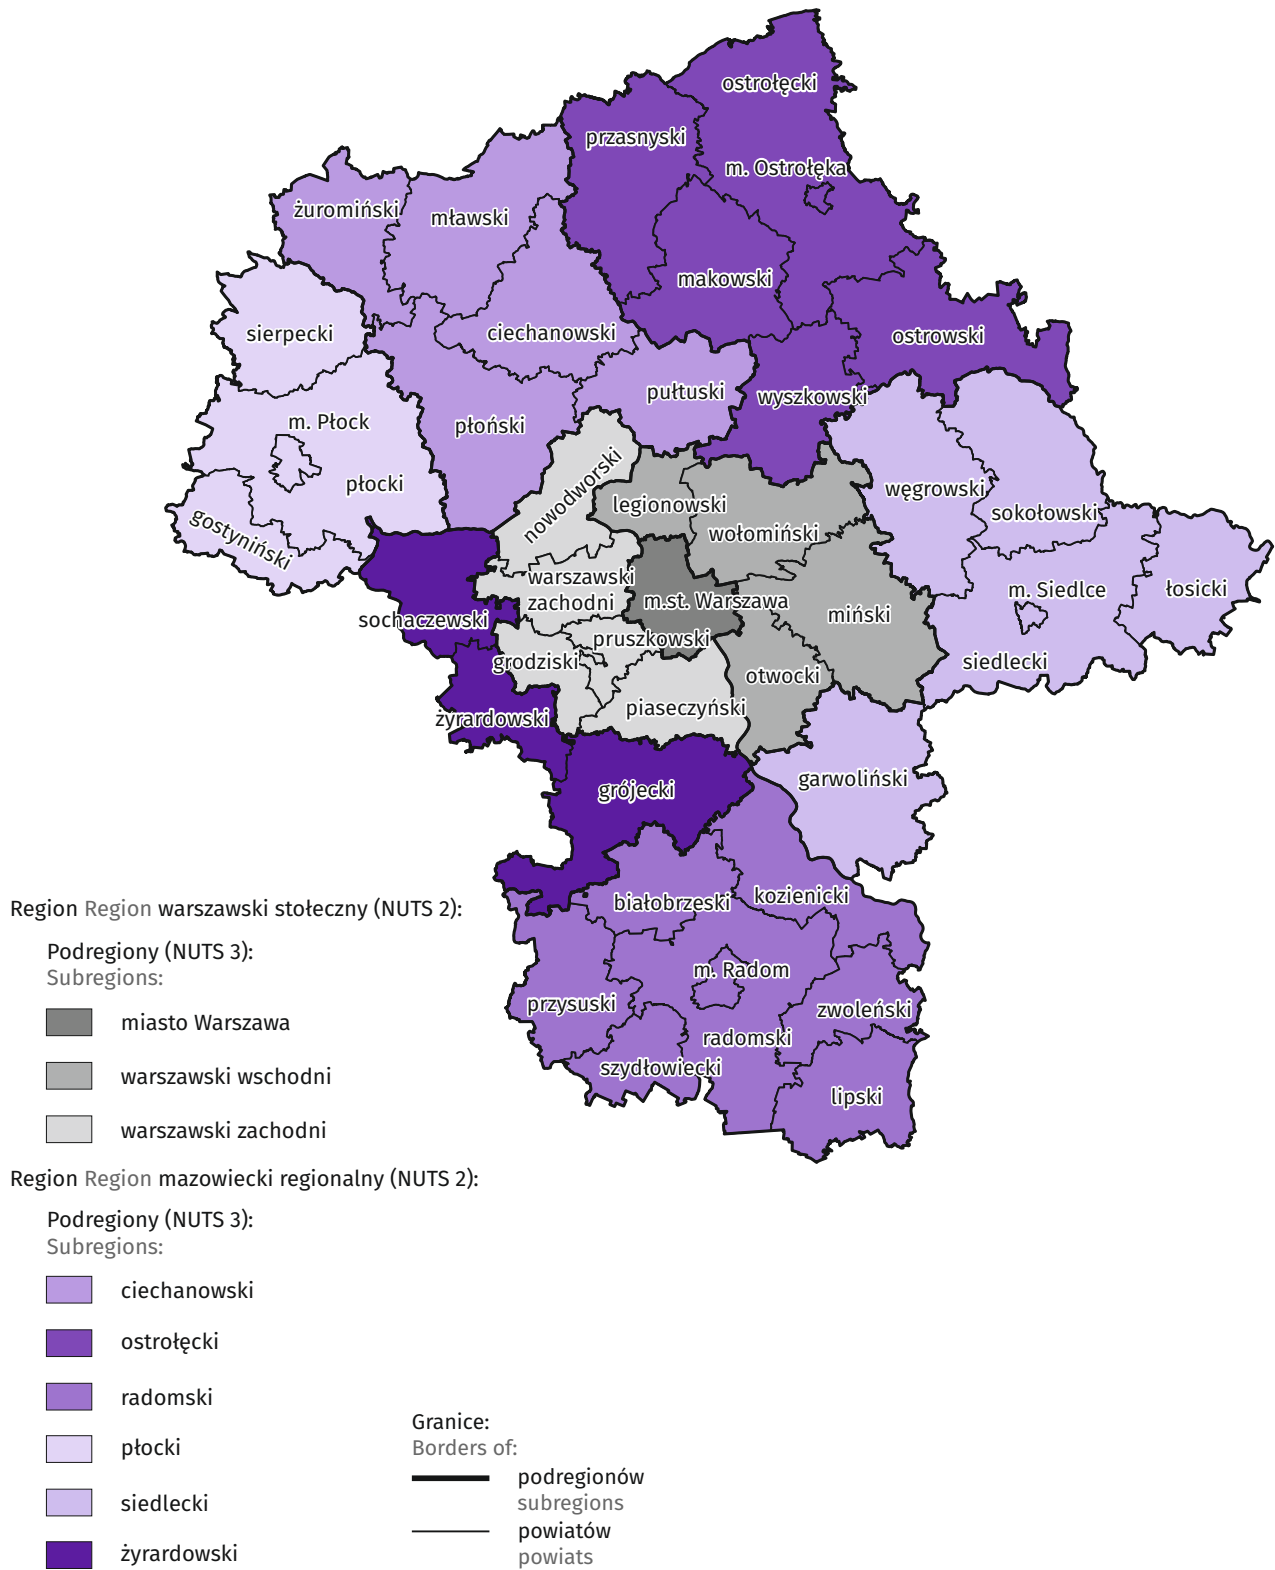 ostrołęcki
przasnyski
m. Ostrołęka
żuromiński
mławski
makowski
sierpecki
ciechanowski
ostrowski
pułtuski
wyszkowski
m. Płock
płoński
płocki
nowodworski
legionowski
węgrowski
sokołowski
gostyniński
wołomiński
warszawski
zachodni
m.st. Warszawa
m. Siedlce
łosicki
sochaczewski
miński
pruszkowski
grodziski
siedlecki
otwocki
piaseczyński
żyrardowski
garwoliński
grójecki
białobrzeski
kozienicki
m. Radom
przysuski
zwoleński
radomski
szydłowiecki
lipski
Region Region warszawski stołeczny (NUTS 2):
Podregiony (NUTS 3):
Subregions:
miasto Warszawa
warszawski wschodni
warszawski zachodni
Region Region mazowiecki regionalny (NUTS 2):
Podregiony (NUTS 3):
Subregions:
ciechanowski
ostrołęcki
radomski
płocki
siedlecki
żyrardowski
Granice:
Borders of:
podregionów
subregions
powiatów
powiats